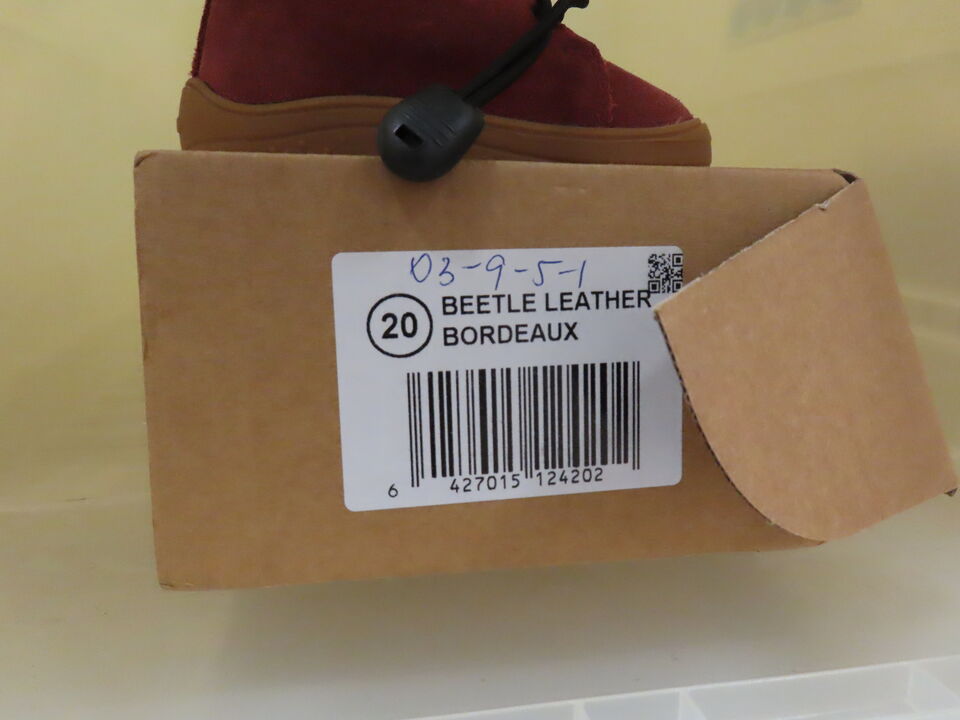 03-9-5-1
20
BEETLE LEATHER
BORDEAUX
6 427015 124202